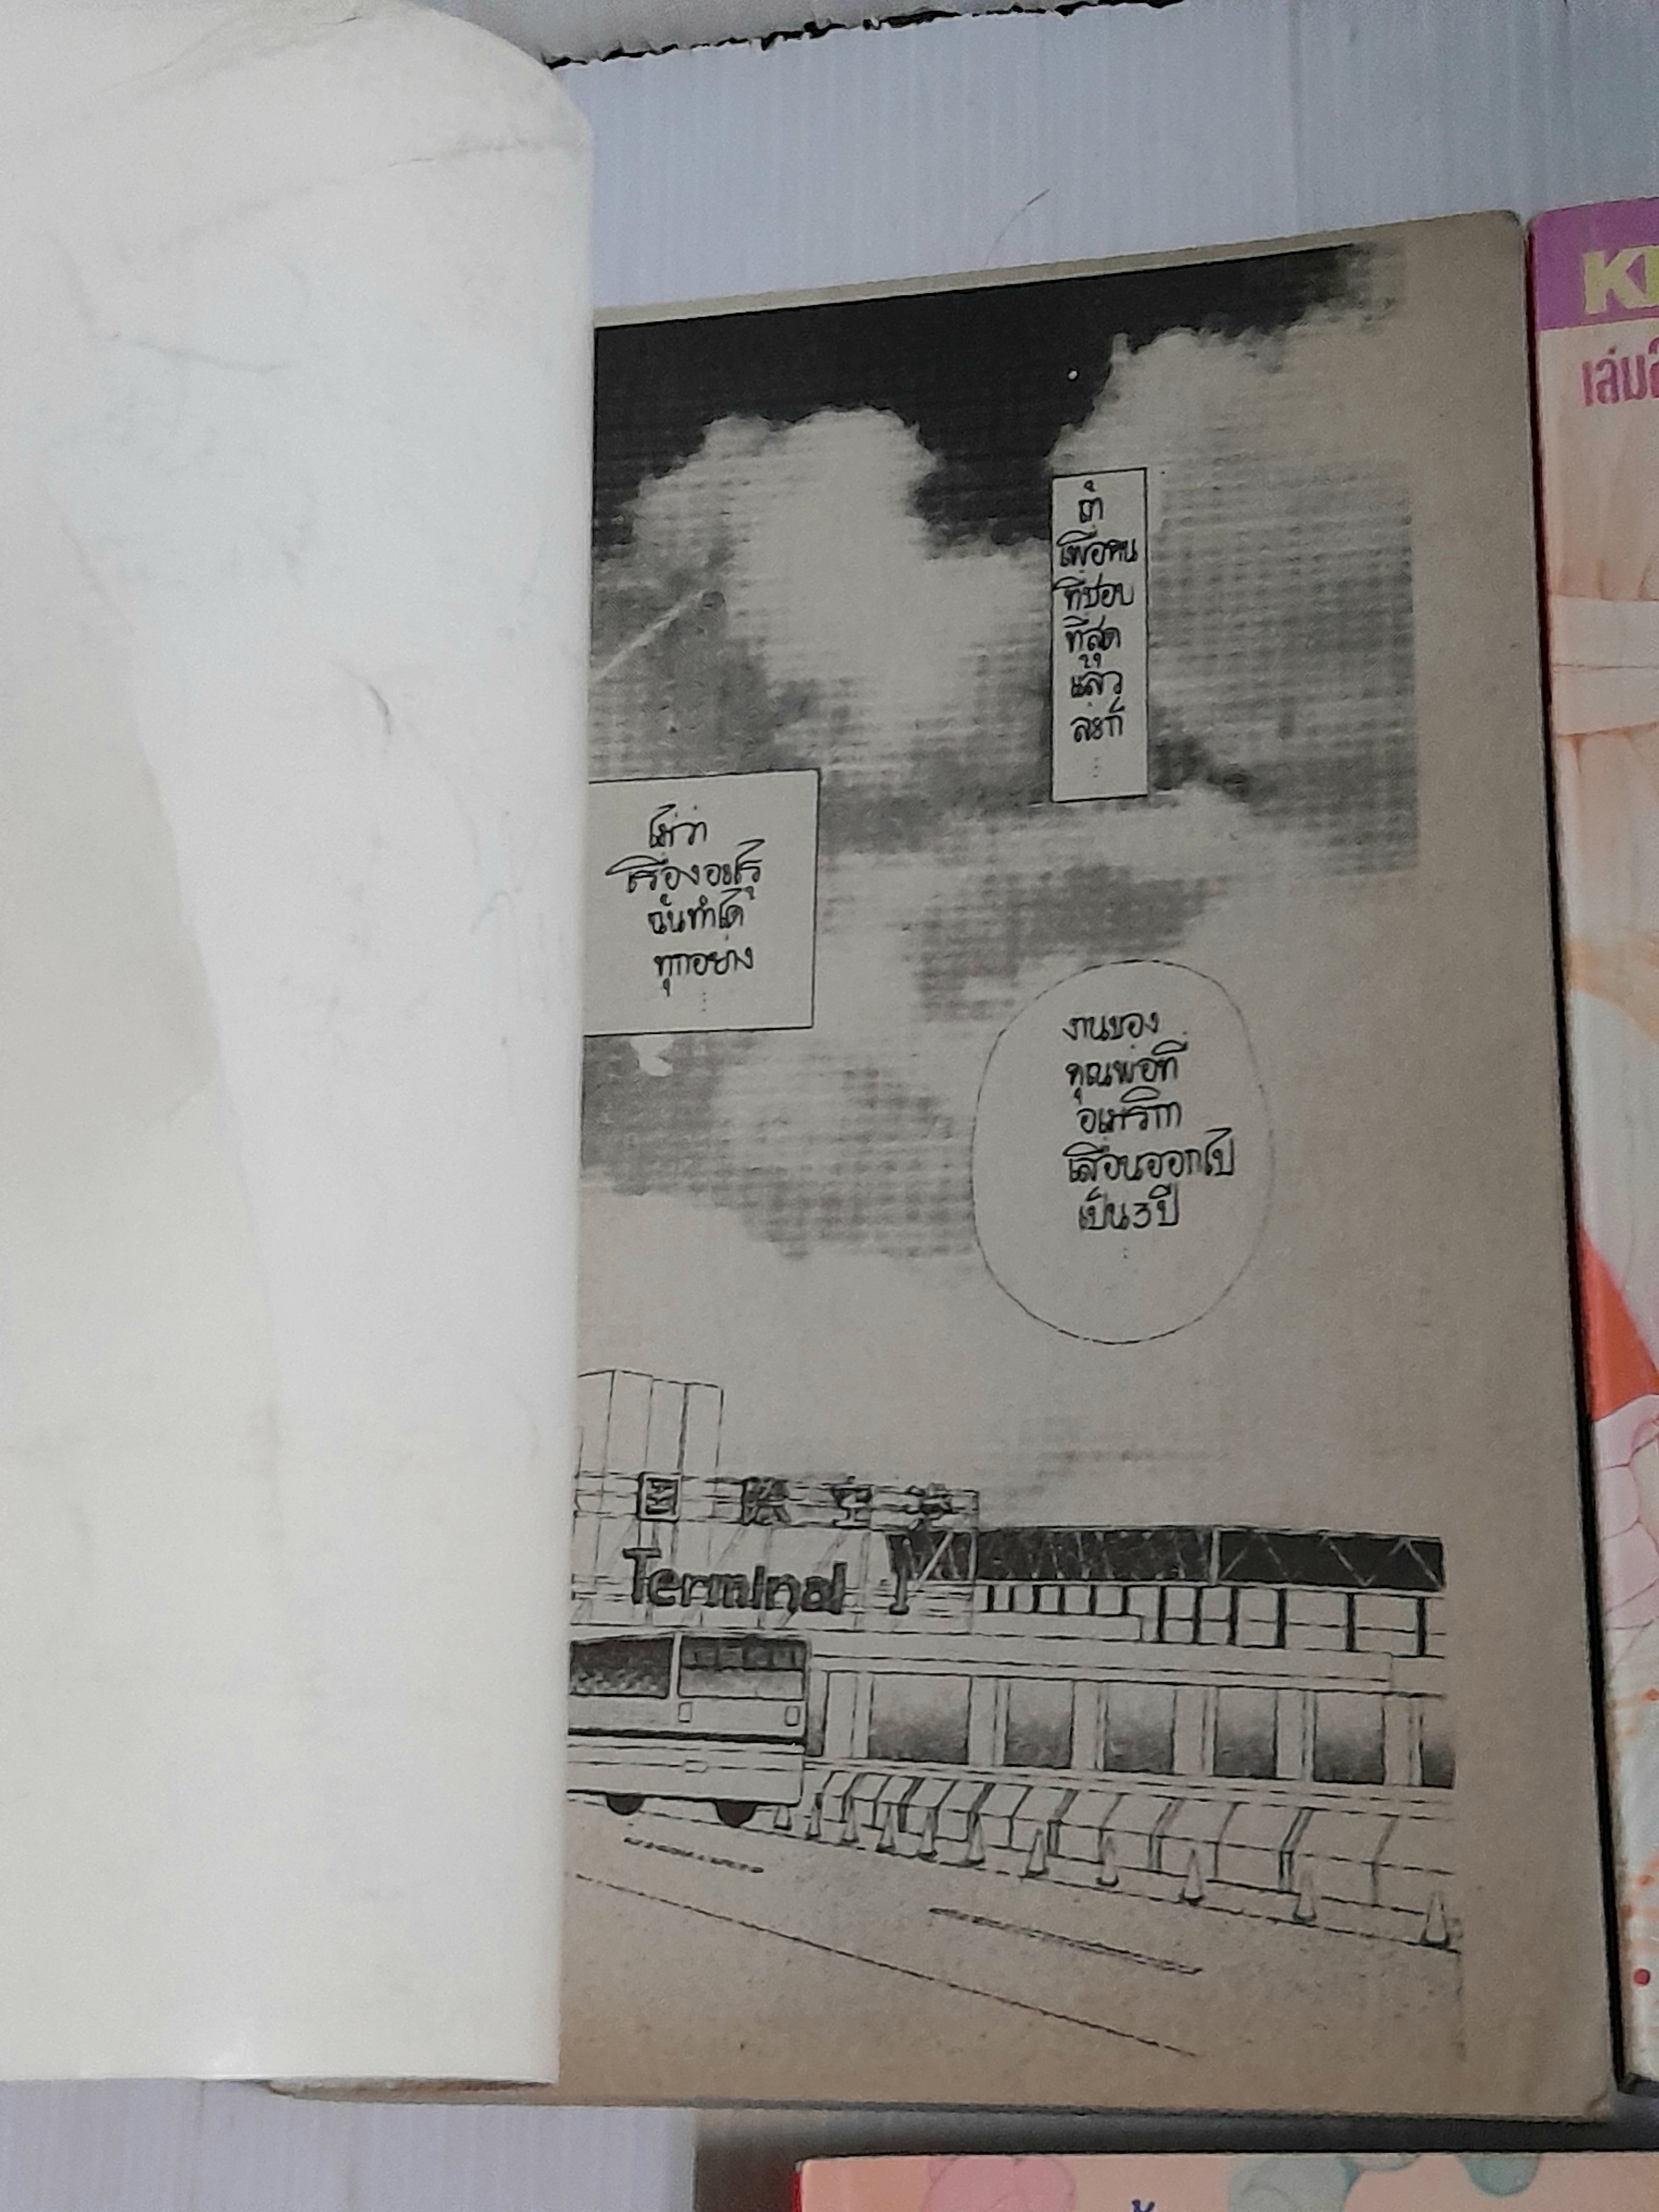 ถ้า
เพื่อคน
ที่ชอบ
ที่สุด
แล้ว
ล่ะก็
...
ไม่ว่า
เรื่องอะไร
ฉันทำได้
ทุกอย่าง
...
งานของ
คุณพ่อที่
อเมริกา
เลื่อนออกไป
เป็น 3 ปี
...
国際空港
Terminal 1